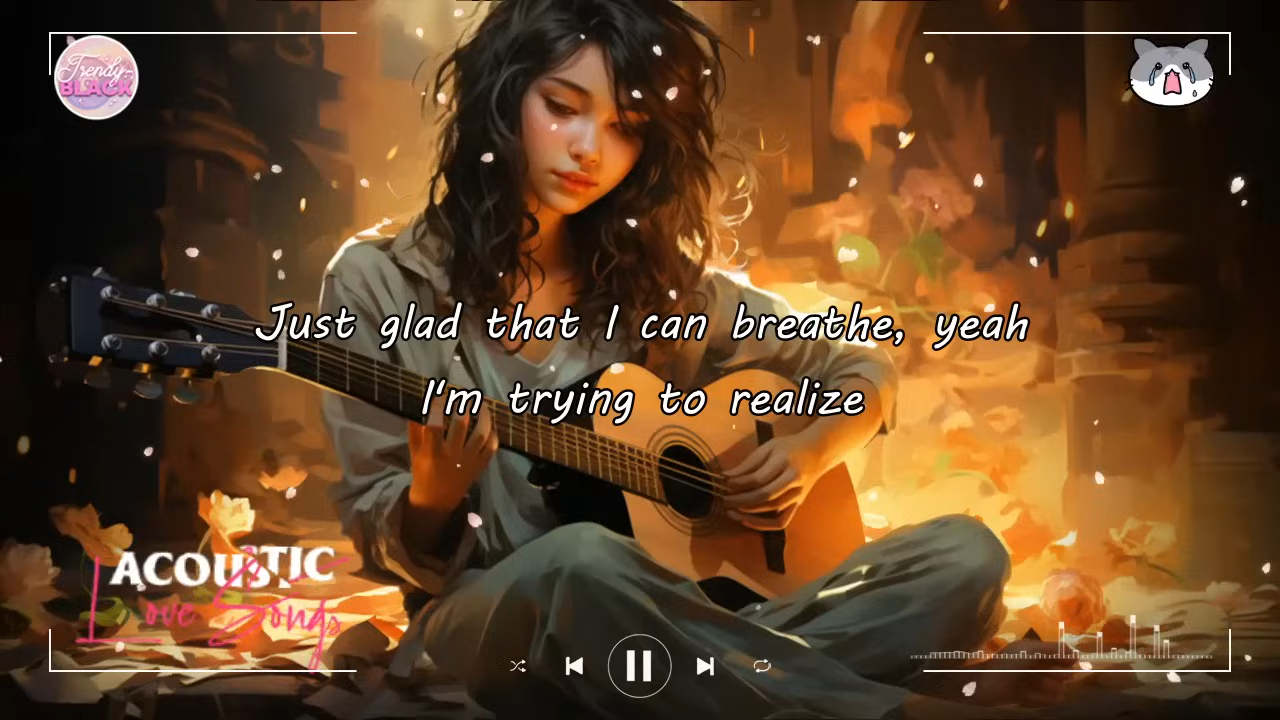 Trendy
BLACK
Just glad that I can breathe, yeah
I'm trying to realize
ACOUSTIC
Love Songs